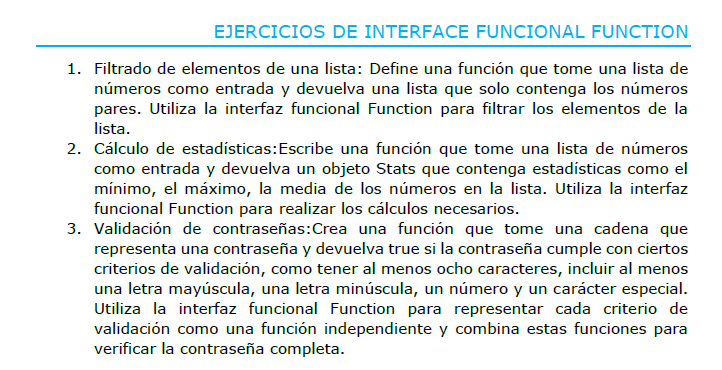 EJERCICIOS DE INTERFACE FUNCIONAL FUNCTION
1. Filtrado de elementos de una lista: Define una función que tome una lista de
números como entrada y devuelva una lista que solo contenga los números
pares. Utiliza la interfaz funcional Function para filtrar los elementos de la
lista.
2. Cálculo de estadísticas:Escribe una función que tome una lista de números
como entrada y devuelva un objeto Stats que contenga estadísticas como el
mínimo, el máximo, la media de los números en la lista. Utiliza la interfaz
funcional Function para realizar los cálculos necesarios.
3. Validación de contraseñas:Crea una función que tome una cadena que
representa una contraseña y devuelva true si la contraseña cumple con ciertos
criterios de validación, como tener al menos ocho caracteres, incluir al menos
una letra mayúscula, una letra minúscula, un número y un carácter especial.
Utiliza la interfaz funcional Function para representar cada criterio de
validación como una función independiente y combina estas funciones para
verificar la contraseña completa.